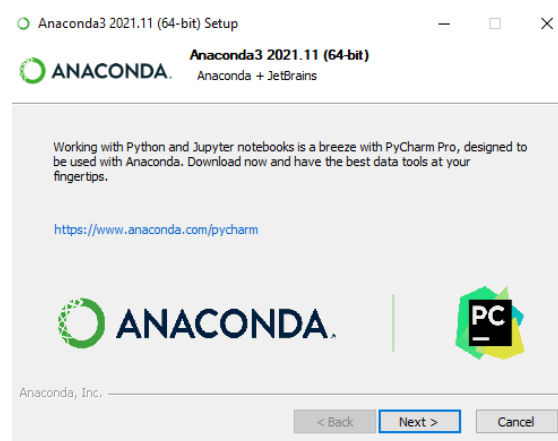 Anaconda3 2021.11 (64-bit) Setup
ANACONDA.
Anaconda3 2021.11 (64-bit)
Anaconda + JetBrains
Working with Python and Jupyter notebooks is a breeze with PyCharm Pro, designed to
be used with Anaconda. Download now and have the best data tools at your
fingertips.
https://www.anaconda.com/pycharm
ANACONDA.
PC
Anaconda, Inc.
< Back Next > Cancel